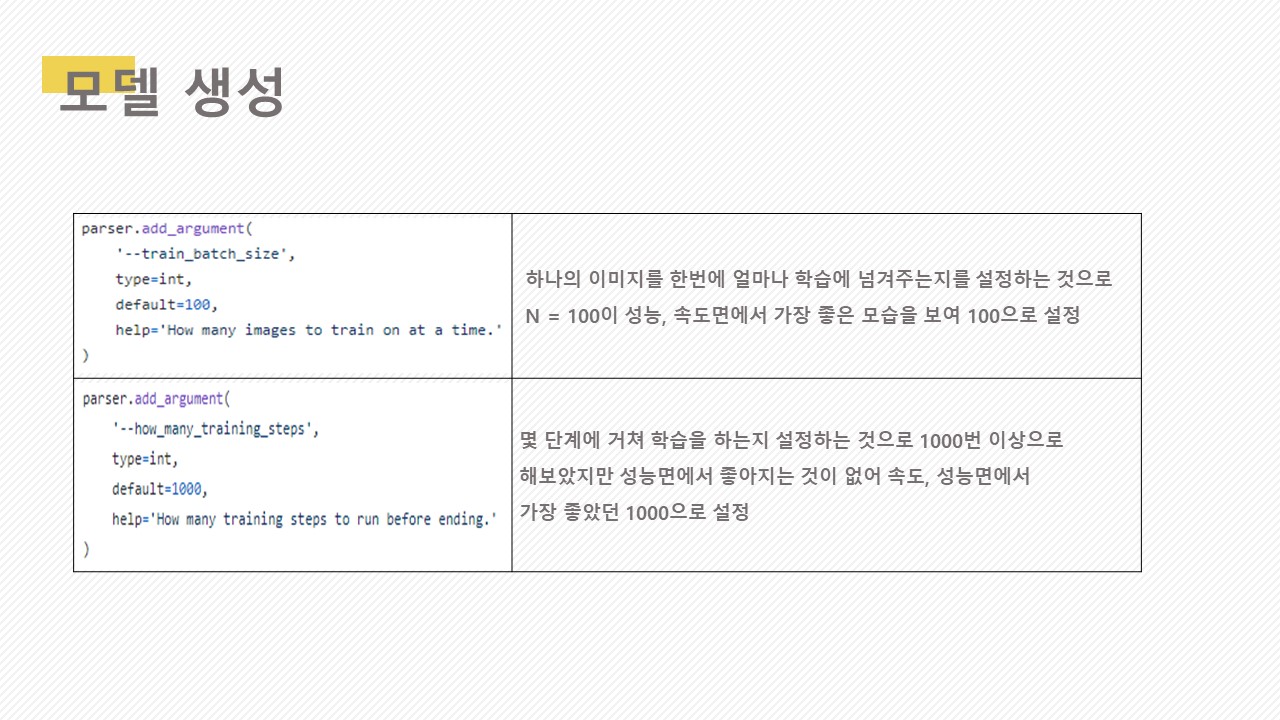 모델 생성
parser.add_argument(
'--train_batch_size',
type=int,
default=100,
help='How many images to train on at a time.'
)
하나의 이미지를 한번에 얼마나 학습에 넘겨주는지를 설정하는 것으로
N = 100이 성능, 속도면에서 가장 좋은 모습을 보여 100으로 설정
parser.add_argument(
'--how_many_training_steps',
type=int,
default=1000,
help='How many training steps to run before ending.'
)
몇 단계에 거쳐 학습을 하는지 설정하는 것으로 1000번 이상으로
해보았지만 성능면에서 좋아지는 것이 없어 속도, 성능면에서
가장 좋았던 1000으로 설정